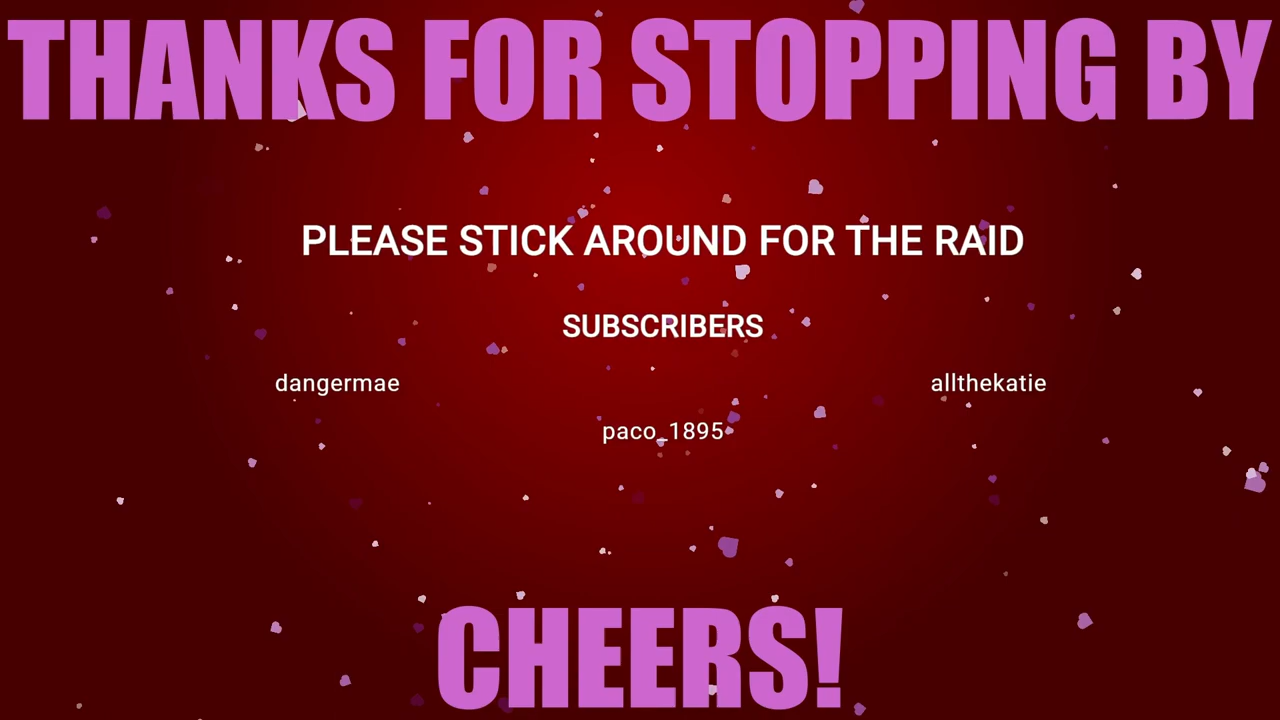 THANKS FOR STOPPING BY
PLEASE STICK AROUND FOR THE RAID
SUBSCRIBERS
dangermae
allthekatie
paco_1895
CHEERS!